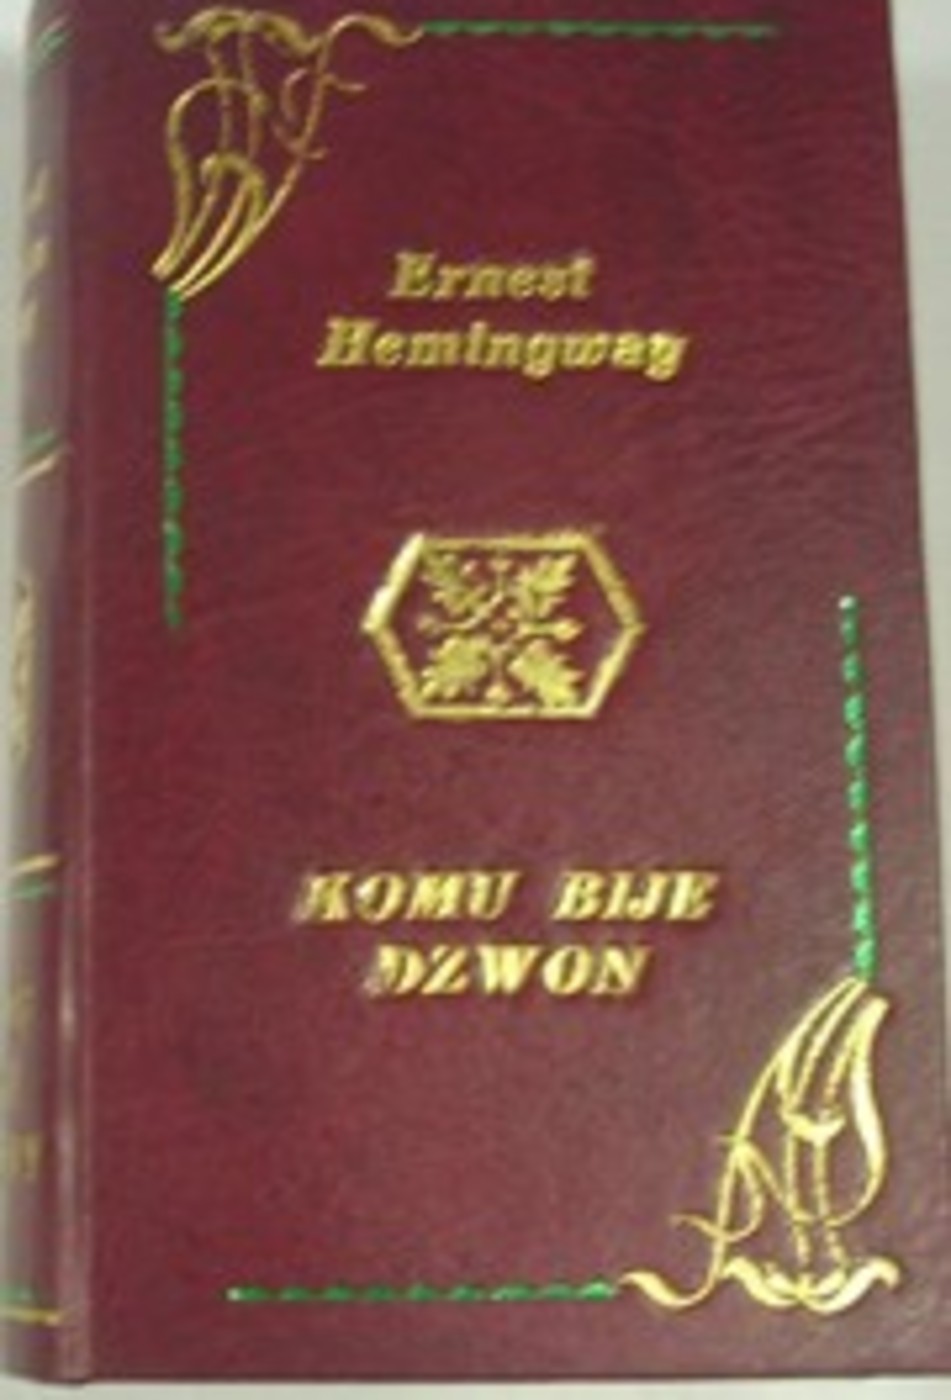 Ernest
Hemingway
KOMU BIJE
DZWON